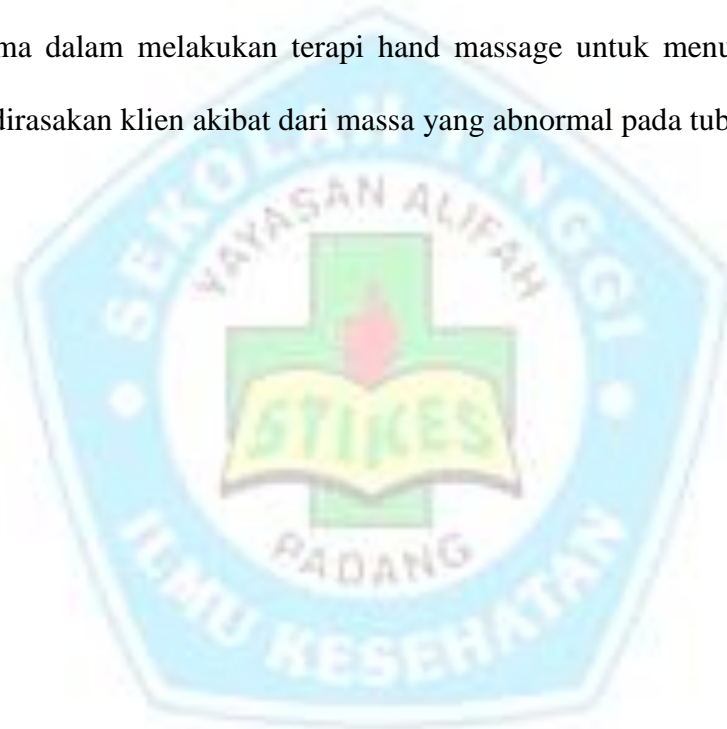 ma dalam melakukan terapi hand massage untuk menu
dirasakan klien akibat dari massa yang abnormal pada tub
SEKOLAH TINGGI
YAYASAN ALIFAH
STIKES
PADANG
ILMU KESEHATAN